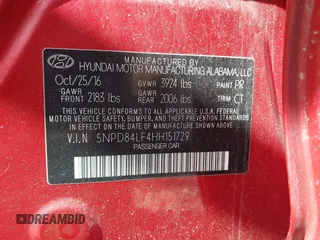 HYUNDAI MOTOR MANUFACTURING ALABAMA, LLC
Oct/25/16 GVWR 3924 lbs PAINT PR
GAWR FRONT 2183 lbs GAWR REAR 2006 lbs TRIM CT
THIS VEHICLE CONFORMS TO ALL APPLICABLE FEDERAL
MOTOR VEHICLE SAFETY, BUMPER, AND THEFT PREVENTION
STANDARDS IN EFFECT ON THE DATE OF MANUFACTURE
SHOWN ABOVE.
V.I.N 5NPD84LF4HH151729
PASSENGER CAR
DREAMBID